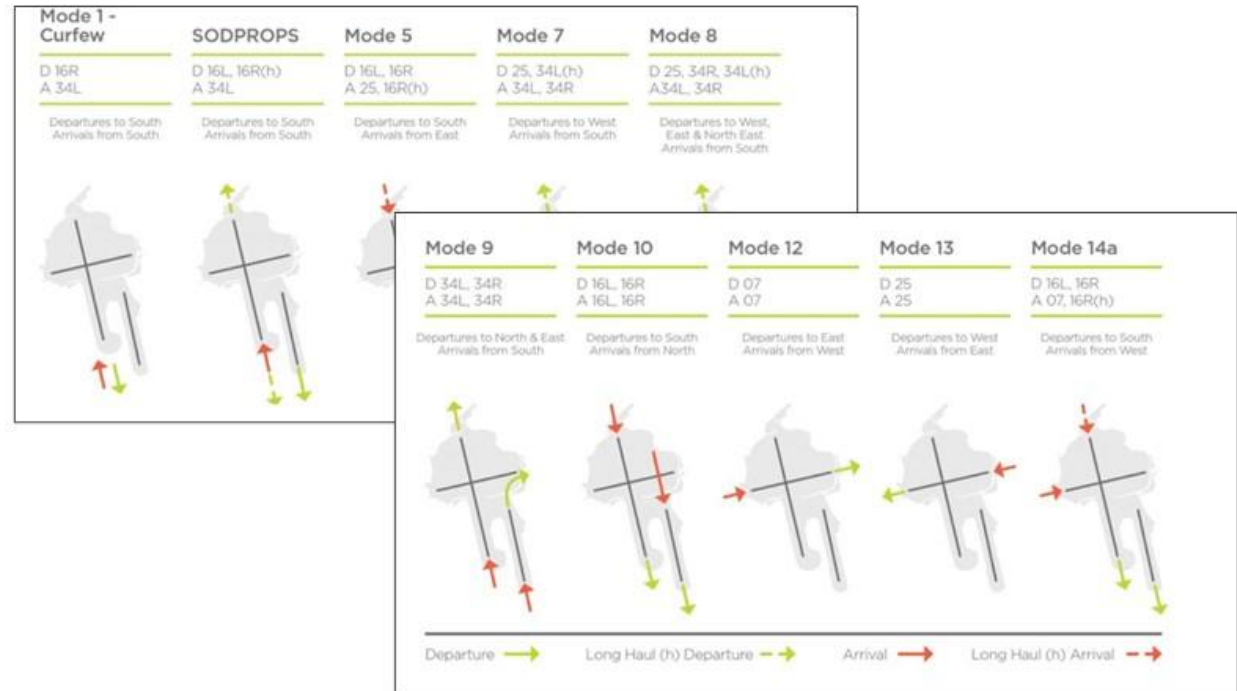 Mode 1 -
Curfew
D 16R
A 34L
Departures to South
Arrivals from South
SODPROPS
D 16L, 16R(h)
A 34L
Departures to South
Arrivals from South
Mode 5
D 16L, 16R
A 25, 16R(h)
Departures to South
Arrivals from East
Mode 7
D 25, 34L(h)
A 34L, 34R
Departures to West
Arrivals from South
Mode 8
D 25, 34R, 34L(h)
A34L, 34R
Departures to West,
East & North East
Arrivals from South
Mode 9
D 34L, 34R
A 34L, 34R
Departures to North & East
Arrivals from South
Mode 10
D 16L, 16R
A 16L, 16R
Departures to South
Arrivals from North
Mode 12
D 07
A 07
Departures to East
Arrivals from West
Mode 13
D 25
A 25
Departures to West
Arrivals from East
Mode 14a
D 16L, 16R
A 07, 16R(h)
Departures to South
Arrivals from West
Departure
Long Haul (h) Departure
Arrival
Long Haul (h) Arrival